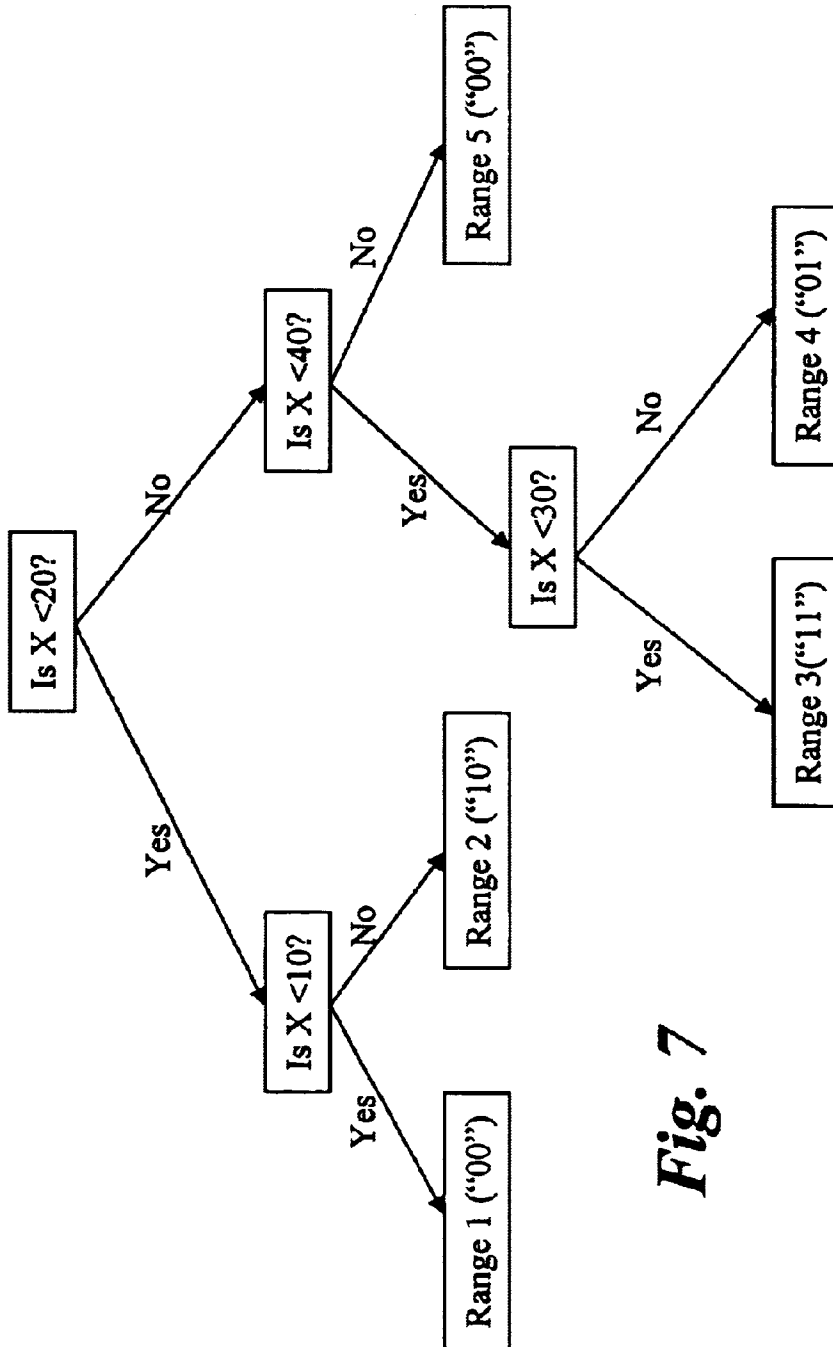 Is X <20?
Yes
No
Is X <10?
Is X <40?
Yes
No
Yes
No
Range 1 (“00”)
Range 2 (“10”)
Is X <30?
Range 5 (“00”)
Yes
No
Range 3(“11”)
Range 4 (“01”)
Fig. 7